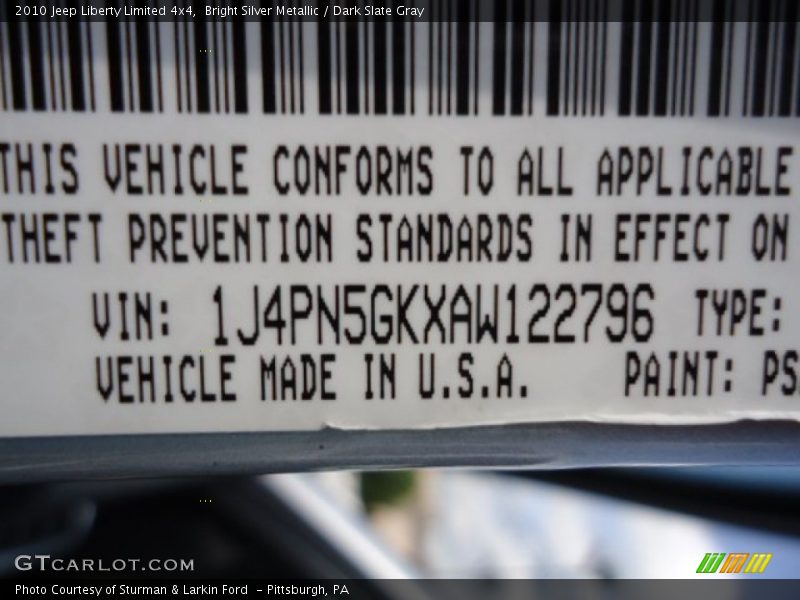 2010 Jeep Liberty Limited 4x4, Bright Silver Metallic / Dark Slate Gray
THIS VEHICLE CONFORMS TO ALL APPLICABLE
THEFT PREVENTION STANDARDS IN EFFECT ON
VIN: 1J4PN5GKXAW122796 TYPE:
VEHICLE MADE IN U.S.A. PAINT: PS
GTCARLOT.COM
Photo Courtesy of Sturman & Larkin Ford - Pittsburgh, PA